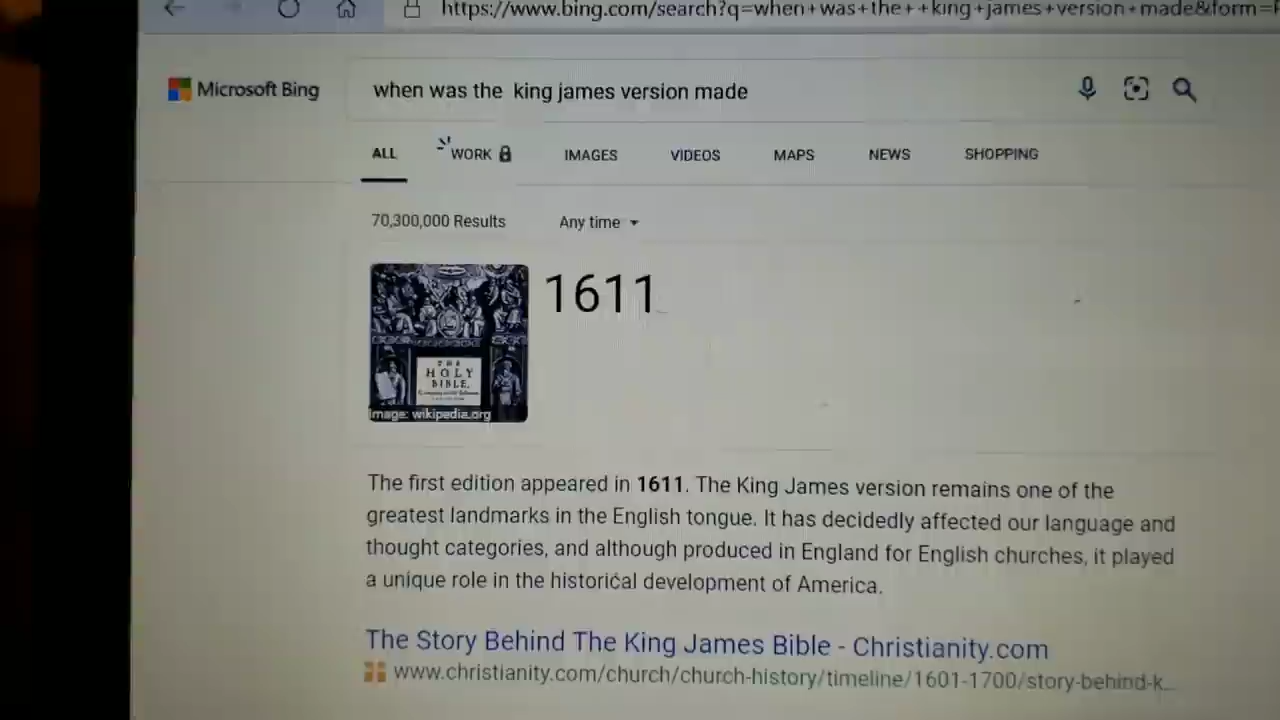 https://www.bing.com/search?q=when+was+the++king+james+version+made&form=
Microsoft Bing
when was the king james version made
ALL
WORK
IMAGES
VIDEOS
MAPS
NEWS
SHOPPING
70,300,000 Results
Any time
1611
THE
HOLY
BIBLE,
Image: wikipedia.org
The first edition appeared in 1611. The King James version remains one of the
greatest landmarks in the English tongue. It has decidedly affected our language and
thought categories, and although produced in England for English churches, it played
a unique role in the historical development of America.
The Story Behind The King James Bible - Christianity.com
www.christianity.com/church/church-history/timeline/1601-1700/story-behind-k...